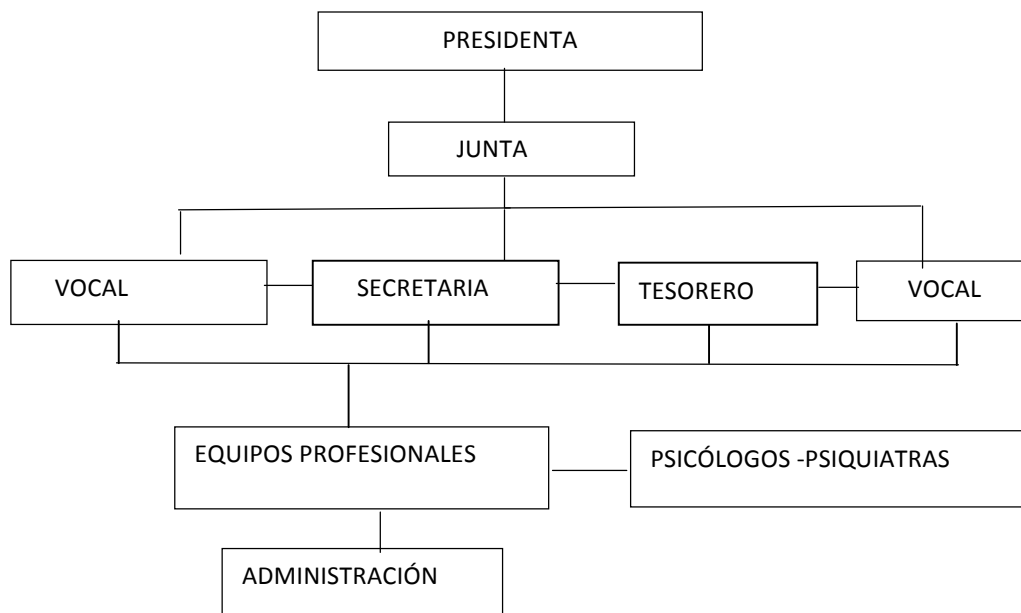 PRESIDENTA
JUNTA
VOCAL
SECRETARIA
TESORERO
VOCAL
EQUIPOS PROFESIONALES
PSICÓLOGOS -PSIQUIATRAS
ADMINISTRACIÓN